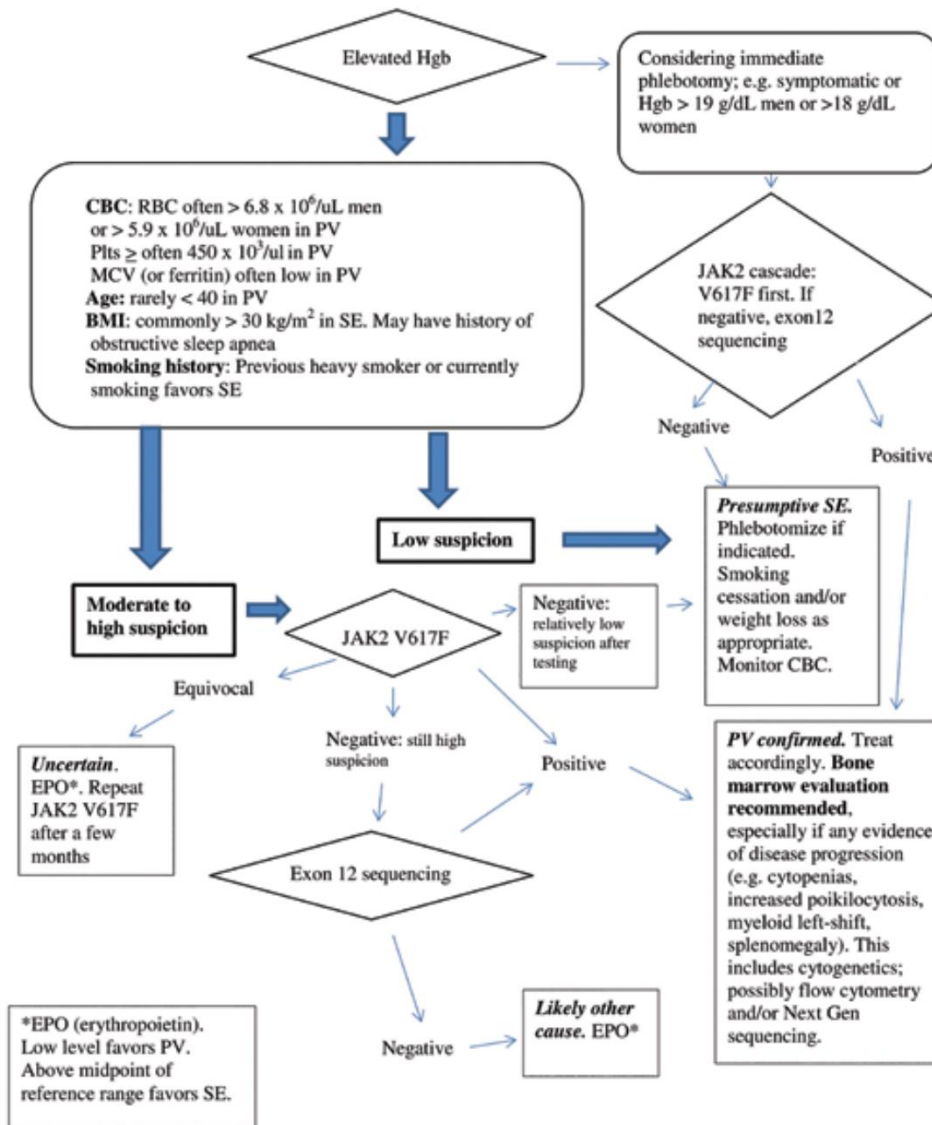 Elevated Hgb
Considering immediate
phlebotomy; e.g. symptomatic or
Hgb > 19 g/dL men or >18 g/dL
women
CBC: RBC often > 6.8 x 10⁶/uL men
or > 5.9 x 10⁶/uL women in PV
Plts ≥ often 450 x 10³/ul in PV
MCV (or ferritin) often low in PV
Age: rarely < 40 in PV
BMI: commonly > 30 kg/m² in SE. May have history of
obstructive sleep apnea
Smoking history: Previous heavy smoker or currently
smoking favors SE
JAK2 cascade:
V617F first. If
negative, exon12
sequencing
Negative
Positive
Low suspicion
Presumptive SE.
Phlebotomize if
indicated.
Smoking
cessation and/or
weight loss as
appropriate.
Monitor CBC.
Moderate to
high suspicion
JAK2 V617F
Negative:
relatively low
suspicion after
testing
Equivocal
Negative: still high
suspicion
Positive
Uncertain.
EPO*. Repeat
JAK2 V617F
after a few
months
PV confirmed. Treat
accordingly. Bone
marrow evaluation
recommended,
especially if any evidence
of disease progression
(e.g. cytopenias,
increased poikilocytosis,
myeloid left-shift,
splenomegaly). This
includes cytogenetics;
possibly flow cytometry
and/or Next Gen
sequencing.
Exon 12 sequencing
Negative
Likely other
cause. EPO*
*EPO (erythropoietin).
Low level favors PV.
Above midpoint of
reference range favors SE.